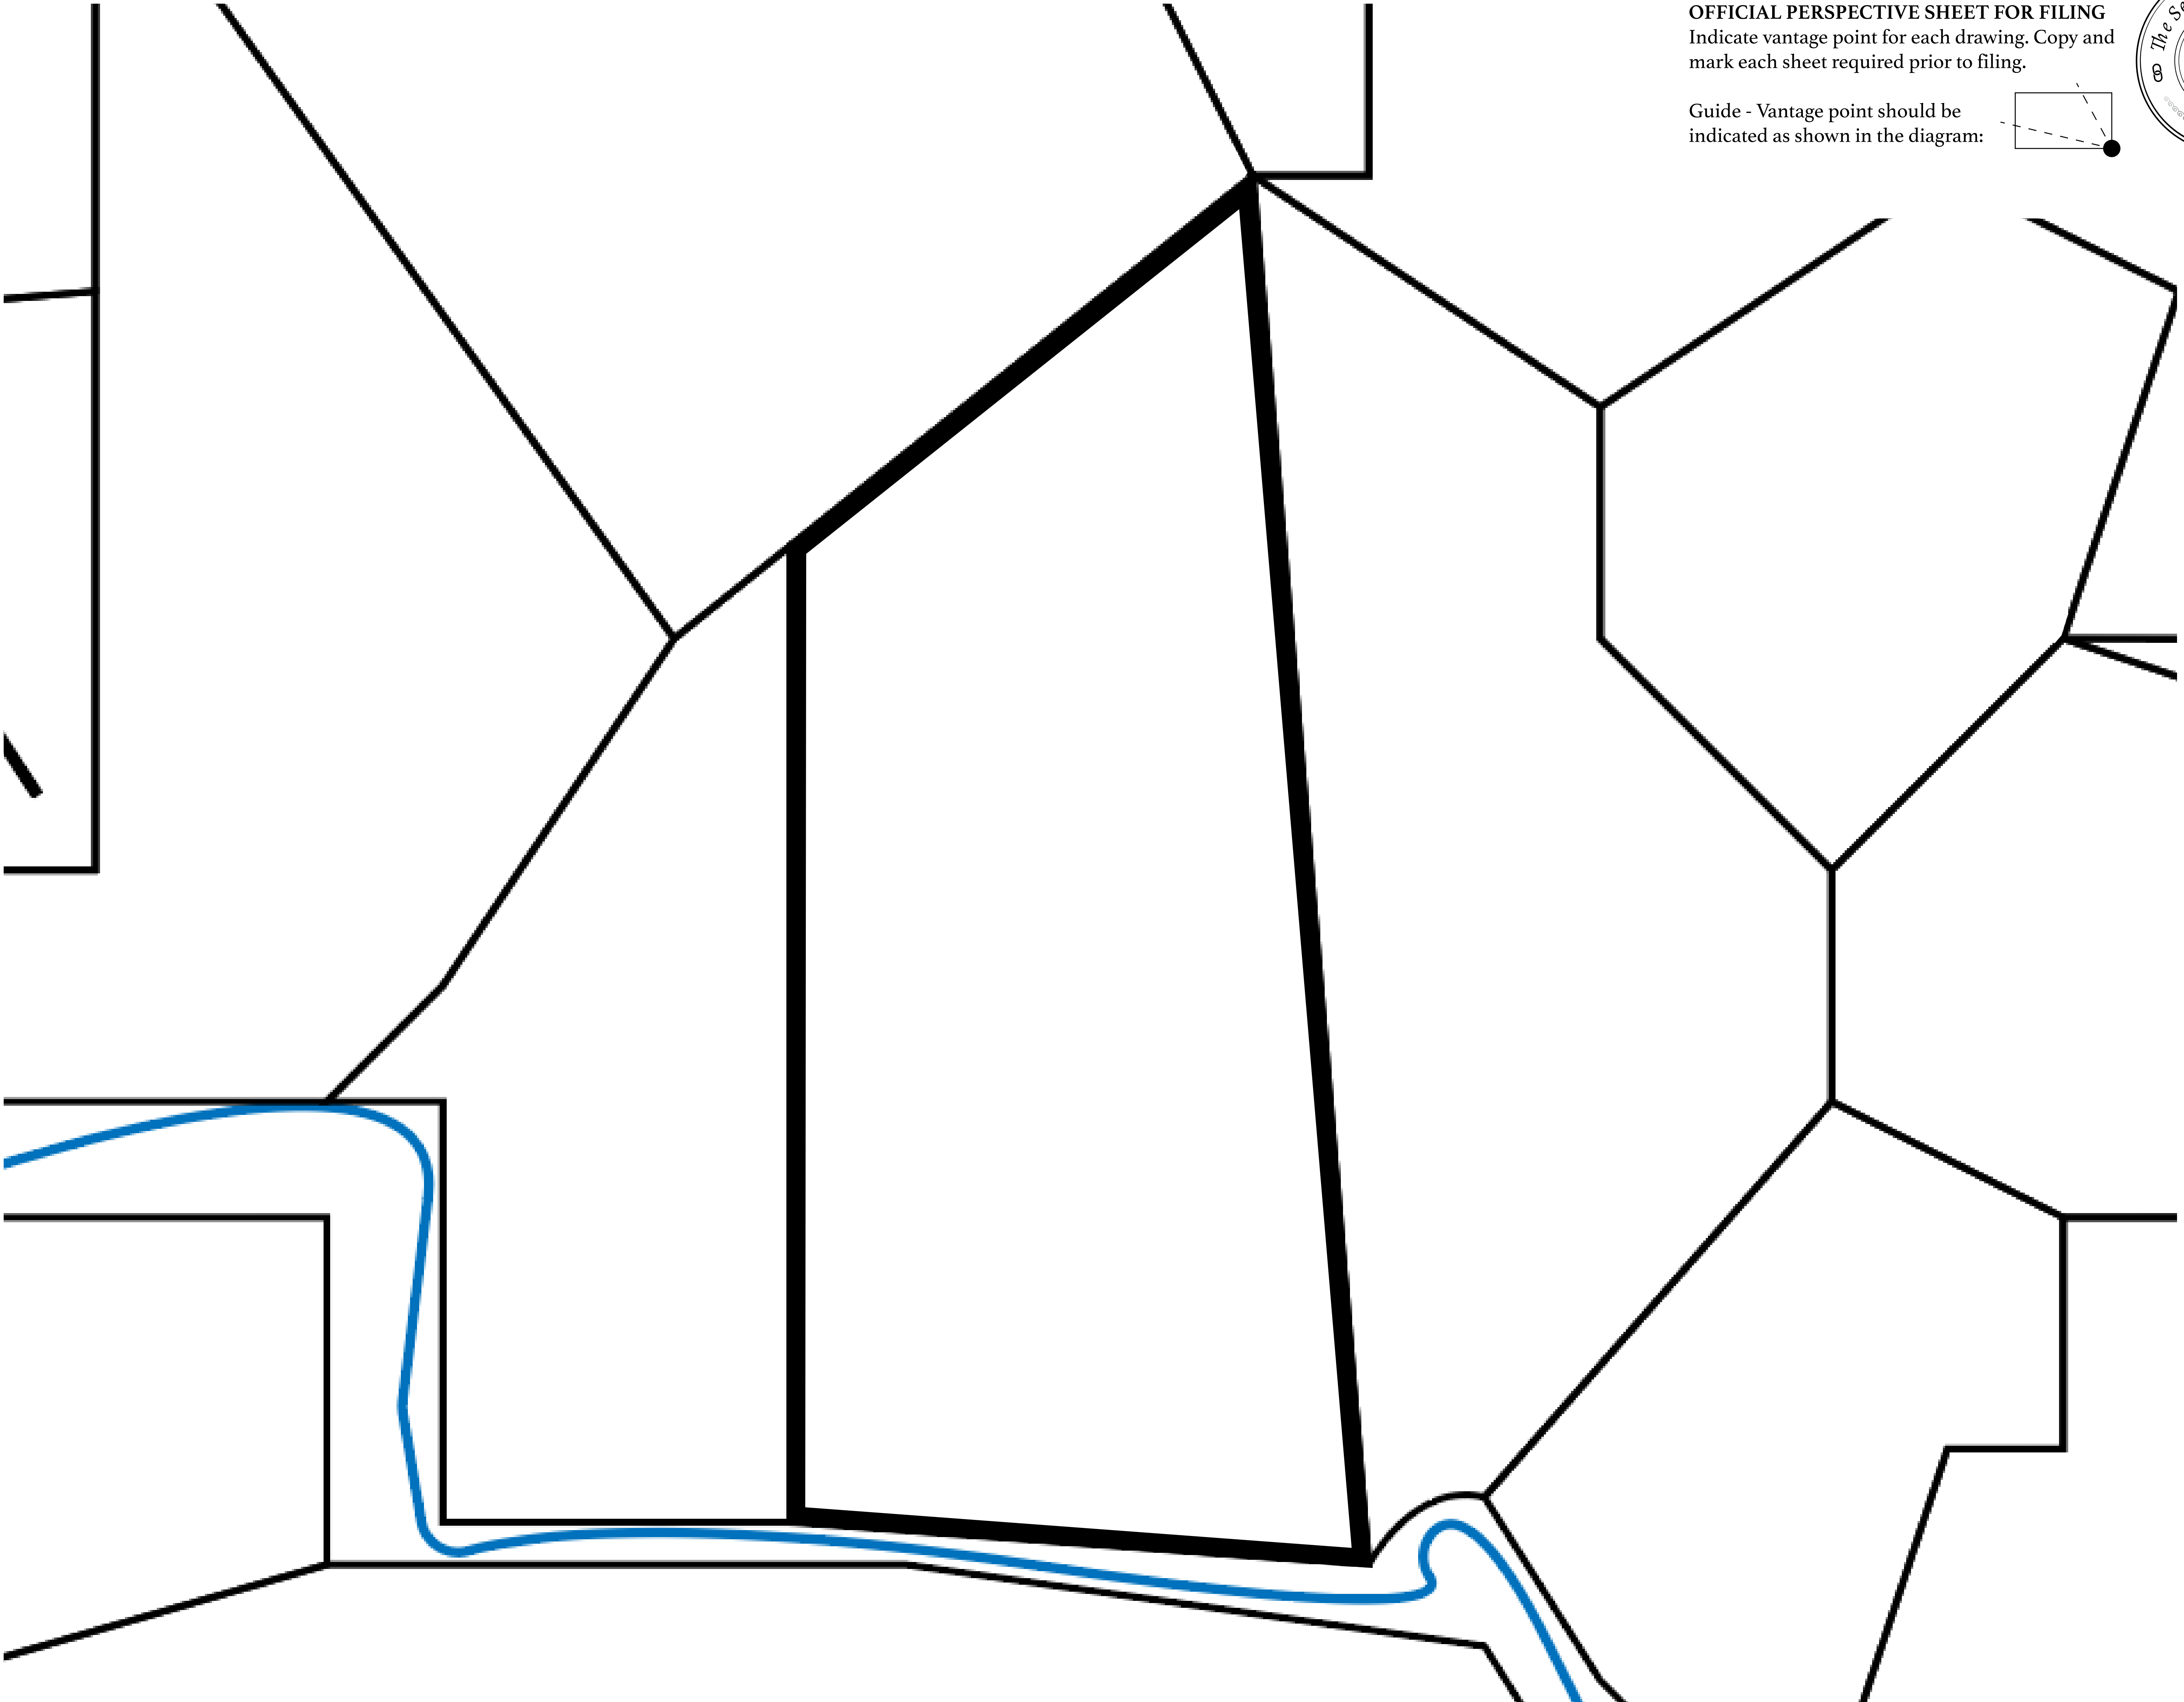 OFFICIAL PERSPECTIVE SHEET FOR FILING
Indicate vantage point for each drawing. Copy and
mark each sheet required prior to filing.
Guide - Vantage point should be
indicated as shown in the diagram:
The